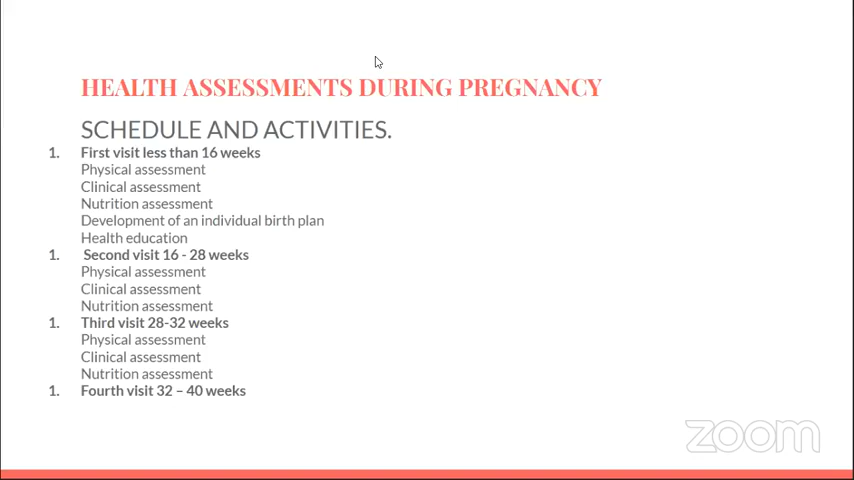 HEALTH ASSESSMENTS DURING PREGNANCY
SCHEDULE AND ACTIVITIES.
1. First visit less than 16 weeks
Physical assessment
Clinical assessment
Nutrition assessment
Development of an individual birth plan
Health education
1. Second visit 16 - 28 weeks
Physical assessment
Clinical assessment
Nutrition assessment
1. Third visit 28-32 weeks
Physical assessment
Clinical assessment
Nutrition assessment
1. Fourth visit 32 – 40 weeks
zoom